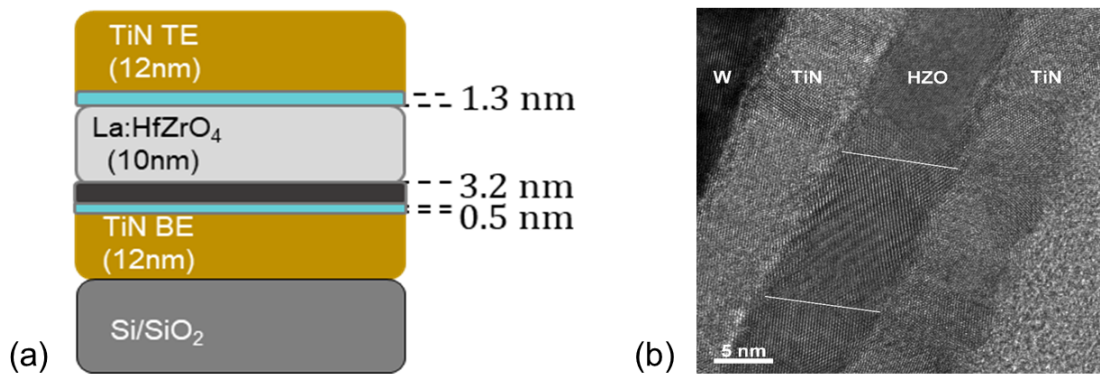 TiN TE
(12nm)
1.3 nm
La:HfZrO₄
(10nm)
3.2 nm
0.5 nm
TiN BE
(12nm)
Si/SiO₂
(a)
W
TiN
HZO
TiN
5 nm
(b)